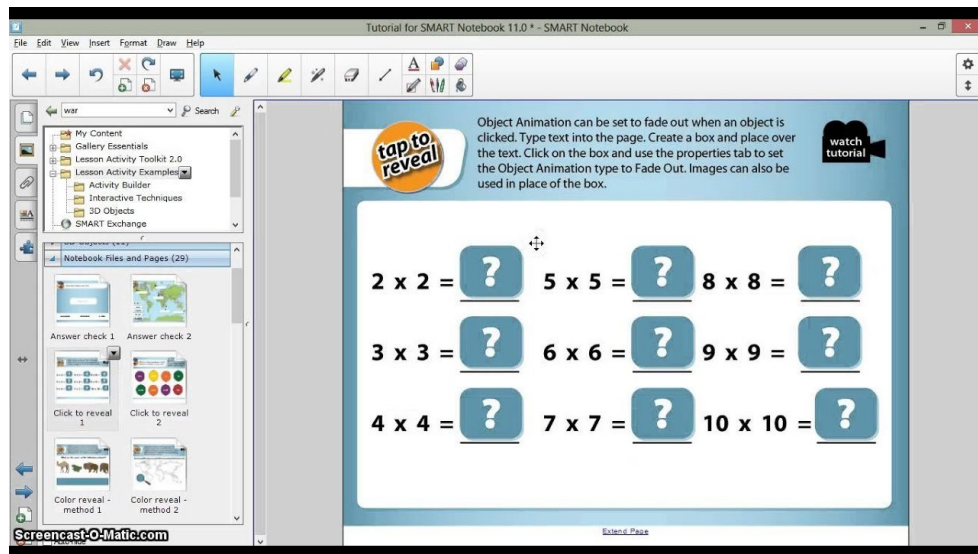 Tutorial for SMART Notebook 11.0 * - SMART Notebook
File Edit View Insert Format Draw Help
war
Search
My Content
Gallery Essentials
Lesson Activity Toolkit 2.0
Lesson Activity Examples
Activity Builder
Interactive Techniques
3D Objects
SMART Exchange
Notebook Files and Pages (29)
Answer check 1
Answer check 2
Click to reveal
1
Click to reveal
2
Color reveal -
method 1
Color reveal -
method 2
Screencast-O-Matic.com
tap to
reveal
Object Animation can be set to fade out when an object is
clicked. Type text into the page. Create a box and place over
the text. Click on the box and use the properties tab to set
the Object Animation type to Fade Out. Images can also be
used in place of the box.
watch
tutorial
2 x 2 = ? 5 x 5 = ? 8 x 8 = ?
3 x 3 = ? 6 x 6 = ? 9 x 9 = ?
4 x 4 = ? 7 x 7 = ? 10 x 10 = ?
Extend Page